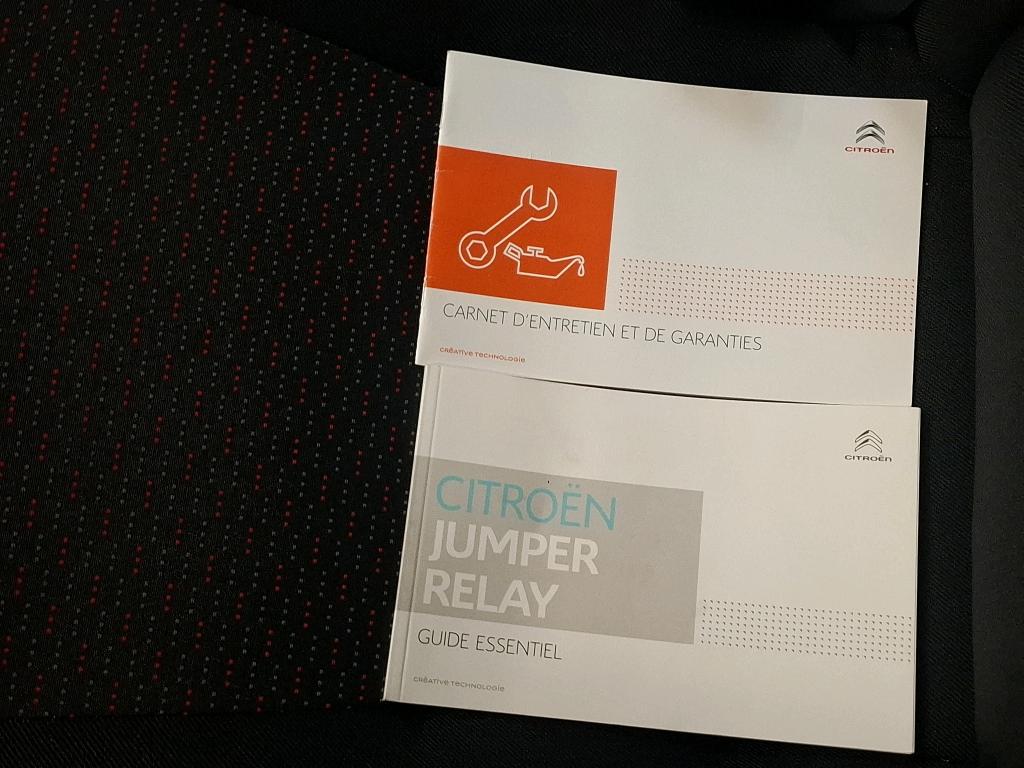 CITROËN
CARNET D'ENTRETIEN ET DE GARANTIES
CRÉATIVE TECHNOLOGIE
CITROËN
CITROËN
JUMPER
RELAY
GUIDE ESSENTIEL
CRÉATIVE TECHNOLOGIE